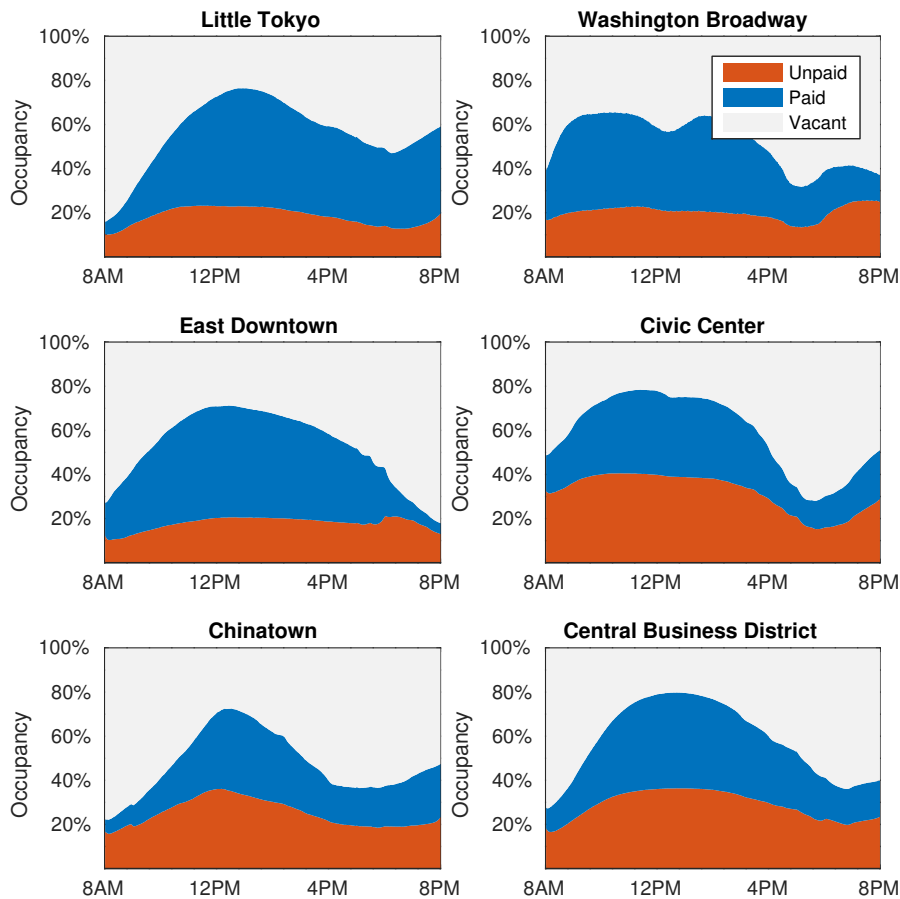 Little Tokyo
100%
80%
60%
40%
20%
Occupancy
8AM 12PM 4PM 8PM
Washington Broadway
100%
80%
60%
40%
20%
Occupancy
Unpaid
Paid
Vacant
8AM 12PM 4PM 8PM
East Downtown
100%
80%
60%
40%
20%
Occupancy
8AM 12PM 4PM 8PM
Civic Center
100%
80%
60%
40%
20%
Occupancy
8AM 12PM 4PM 8PM
Chinatown
100%
80%
60%
40%
20%
Occupancy
8AM 12PM 4PM 8PM
Central Business District
100%
80%
60%
40%
20%
Occupancy
8AM 12PM 4PM 8PM